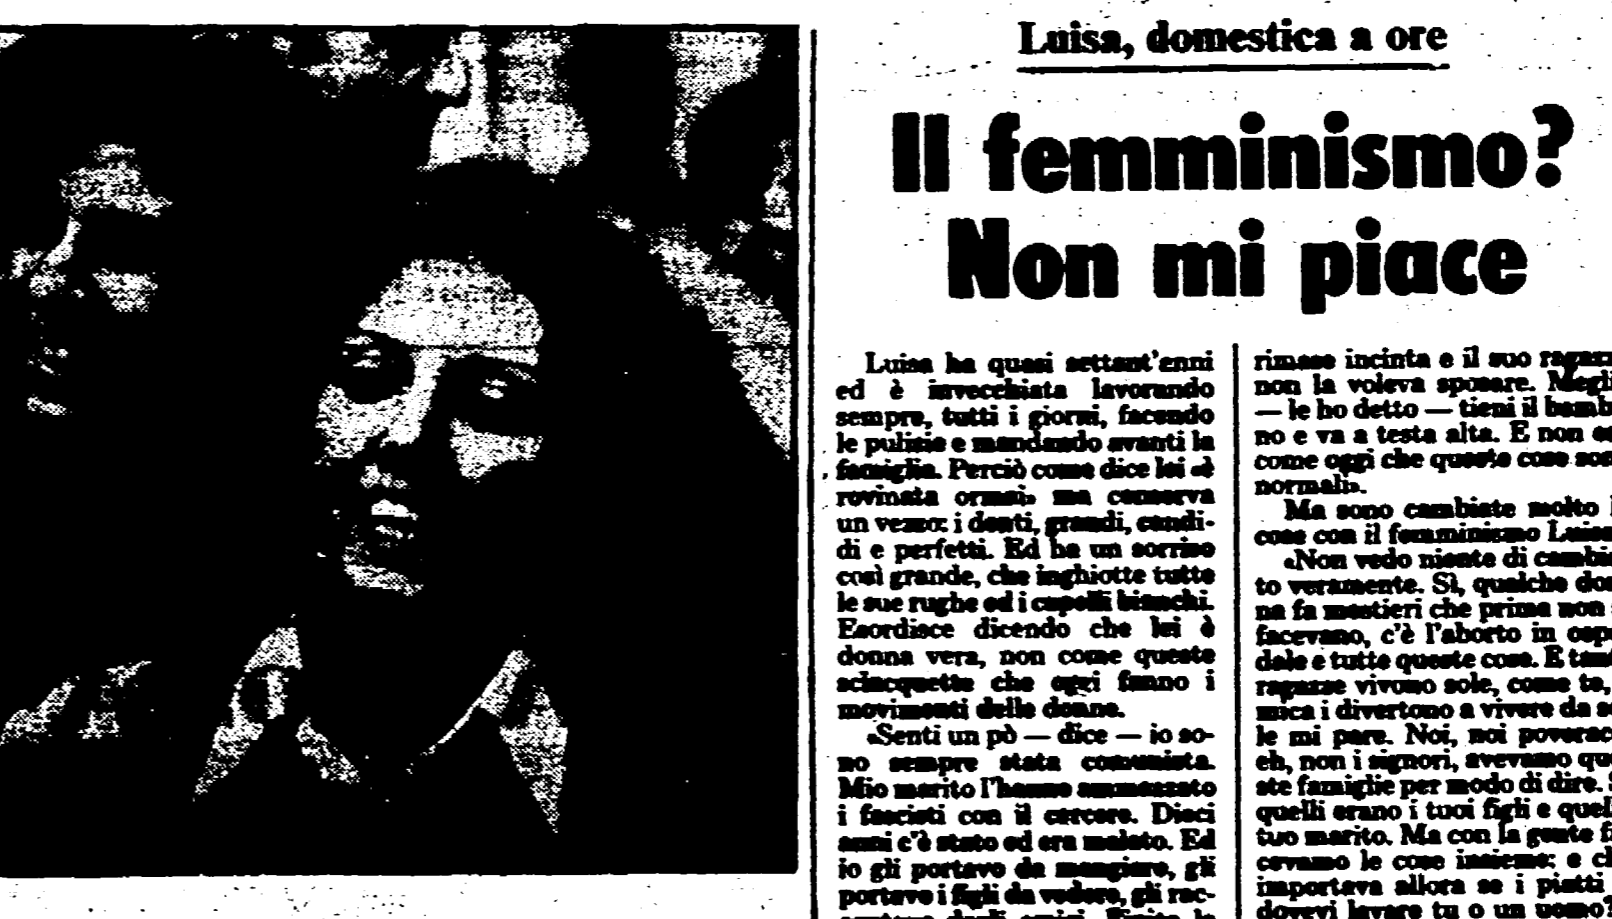 Luisa, domestica a ore
Il femminismo?
Non mi piace
Luisa ha quasi settant'anni
ed è invecchiata lavorando
sempre, tutti i giorni, facendo
le pulizie e mandando avanti la
famiglia. Perciò come dice lei «è
rovinata ormai» ma conserva
un vezzo: i denti, grandi, candi-
di e perfetti. Ed ha un sorriso
così grande, che inghiotte tutte
le sue rughe ed i capelli bianchi.
Esordisce dicendo che lei è
donna vera, non come queste
sciacquette che oggi fanno i
movimenti delle donne.
«Senti un pò — dice — io so-
no sempre stata comunista.
Mio marito l'hanno ammazzato
i fascisti con il carcere. Dieci
anni c'è stato ed era malato. Ed
io gli portavo da mangiare, gli
portavo i figli da vedere, gli rac-
rimase incinta e il suo
non la voleva sposare.
— le ho detto — tieni il bambi
no e va a testa alta. E non
come oggi che queste cose
normali».
Ma sono cambiate molto
cose con il femminismo Luisa
«Non vedo niente di cambia
to veramente. Sì, qualche don
na fa mestieri che prima non
facevano, c'è l'aborto in ospe
dale e tutte queste cose. E
ragazze vivono sole, come te,
mica i divertono a vivere da
le mi pare. Noi, noi
eh, non i signori, avevamo
ste famiglie per modo di dire.
quelli erano i tuoi figli e
tuo marito. Ma con la gente
cevamo le cose insieme: e
importava allora se i piatti
dovevi lavare tu o un uomo?